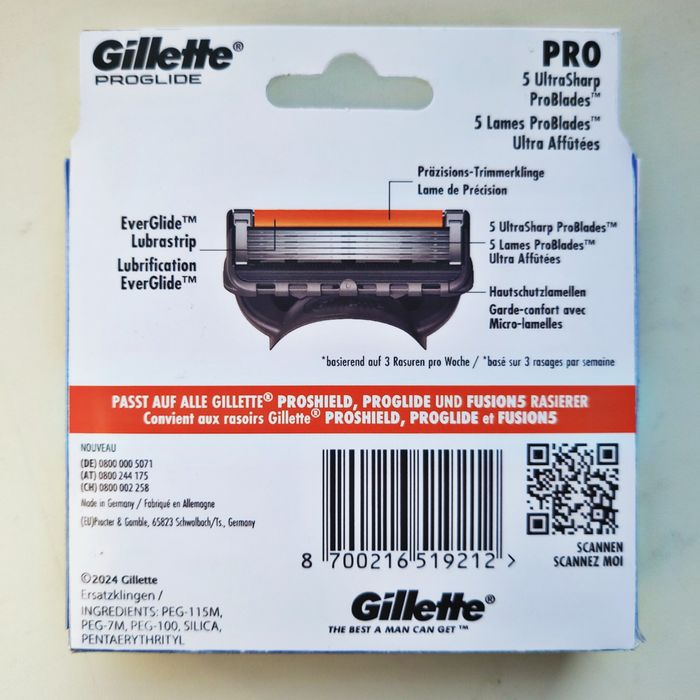 Gillette®
PROGLIDE
PRO
5 UltraSharp
ProBlades™
5 Lames ProBlades™
Ultra Affûtées
Präzisions-Trimmerklinge
Lame de Précision
EverGlide™
Lubrastrip
Lubrification
EverGlide™
5 UltraSharp ProBlades™
5 Lames ProBlades™
Ultra Affûtées
Hautschutzlamellen
Garde-confort avec
Micro-lamelles
*basierend auf 3 Rasuren pro Woche / *basé sur 3 rasages par semaine
PASST AUF ALLE GILLETTE® PROSHIELD, PROGLIDE UND FUSION5 RASIERER
Convient aux rasoirs Gillette® PROSHIELD, PROGLIDE et FUSION5
NOUVEAU
(DE) 0800 000 5071
(AT) 0800 244 175
(CH) 0800 002 258
Made in Germany / Fabriqué en Allemagne
(EU)Procter & Gamble, 65823 Schwalbach/Ts., Germany
8 700216 519212 >
SCANNEN
SCANNEZ MOI
©2024 Gillette
Ersatzklingen /
INGREDIENTS: PEG-115M,
PEG-7M, PEG-100, SILICA,
PENTAERYTHRITYL
Gillette®
THE BEST A MAN CAN GET™